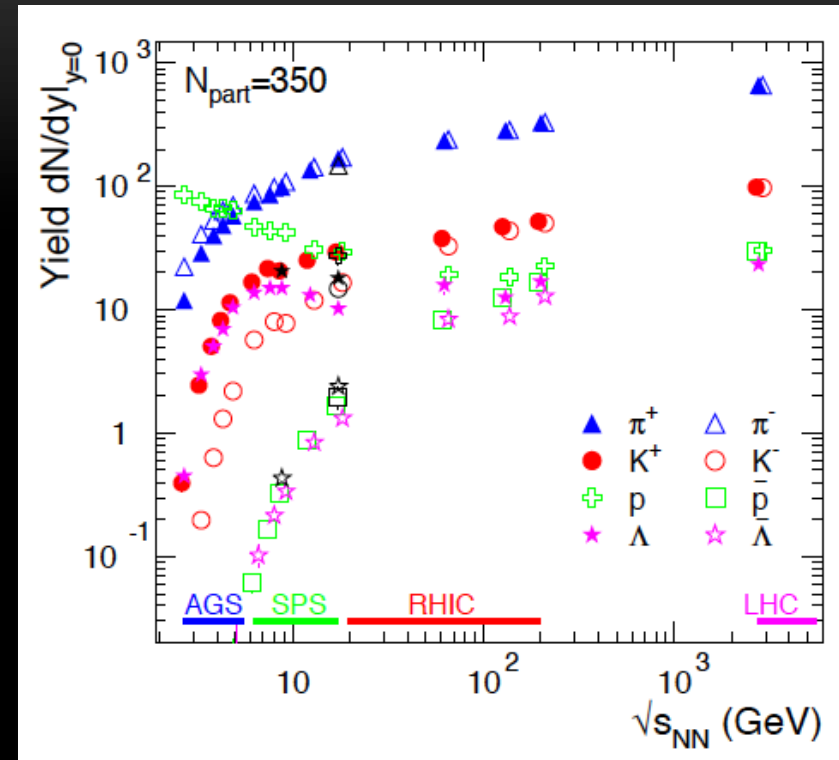 Yield dN/dy|y=0
N_part=350
10^3
10^2
10
1
10^-1
π^+ π^-
K^+ K^-
p p̄
Λ Λ̄
AGS SPS RHIC LHC
10 10^2 10^3
√s_NN (GeV)